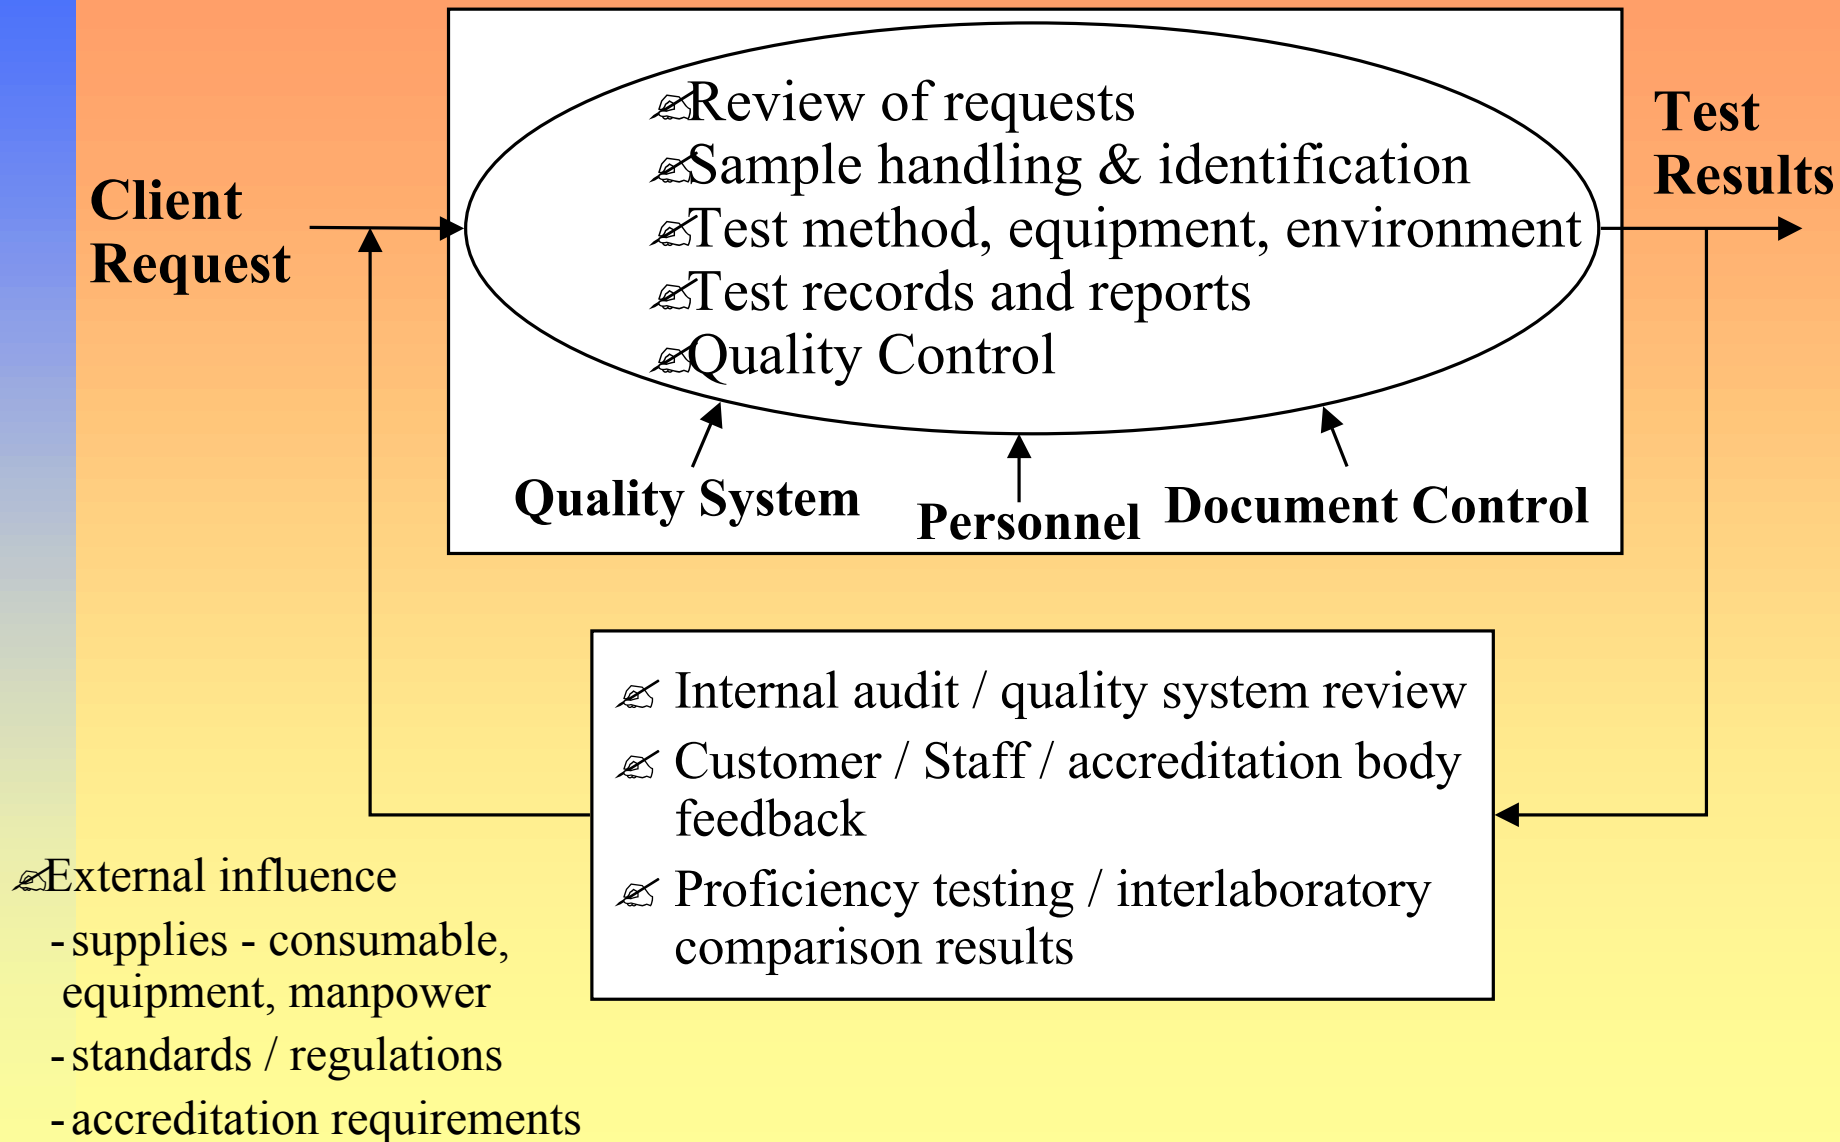 Client
Request
Review of requests
Sample handling & identification
Test method, equipment, environment
Test records and reports
Quality Control
Quality System
Personnel
Document Control
Test
Results
Internal audit / quality system review
Customer / Staff / accreditation body
feedback
Proficiency testing / interlaboratory
comparison results
External influence
- supplies - consumable,
equipment, manpower
- standards / regulations
- accreditation requirements